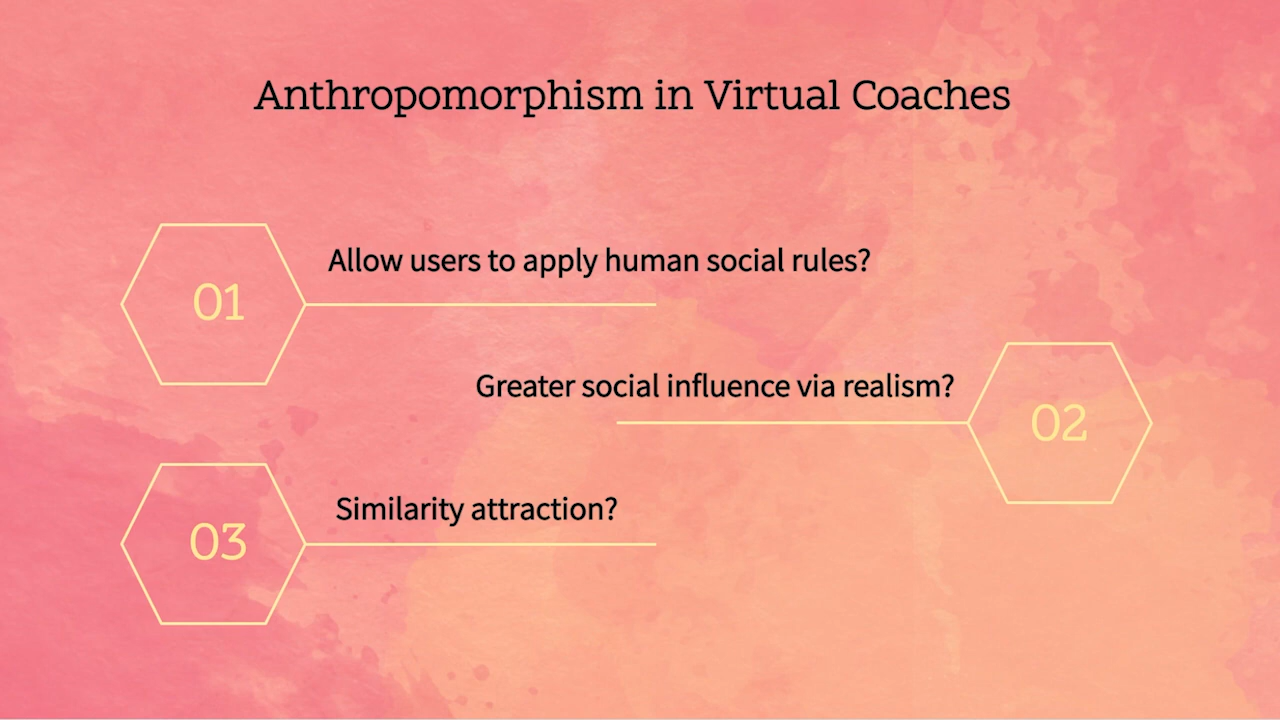 Anthropomorphism in Virtual Coaches
01
Allow users to apply human social rules?
Greater social influence via realism?
02
03
Similarity attraction?